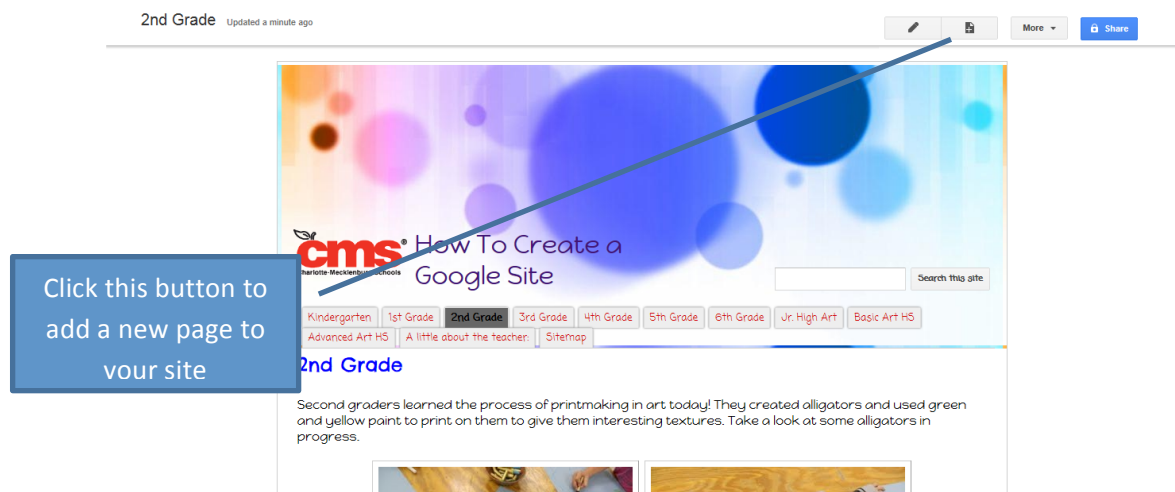 2nd Grade Updated a minute ago
More
Share
cms®
Charlotte-Mecklenburg Schools
How To Create a
Google Site
Search this site
Click this button to
add a new page to
your site
Kindergarten 1st Grade 2nd Grade 3rd Grade 4th Grade 5th Grade 6th Grade Jr. High Art Basic Art HS
Advanced Art HS A little about the teacher: Sitemap
2nd Grade
Second graders learned the process of printmaking in art today! They created alligators and used green
and yellow paint to print on them to give them interesting textures. Take a look at some alligators in
progress.